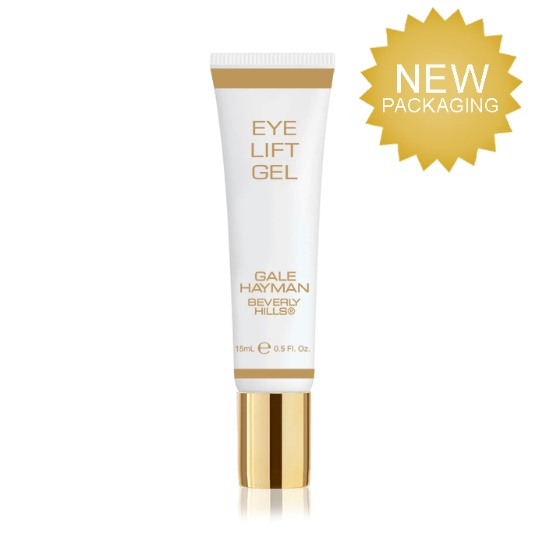 NEW
PACKAGING
EYE
LIFT
GEL
GALE
HAYMAN
BEVERLY
HILLS®
15mL ℮ 0.5 Fl. Oz.